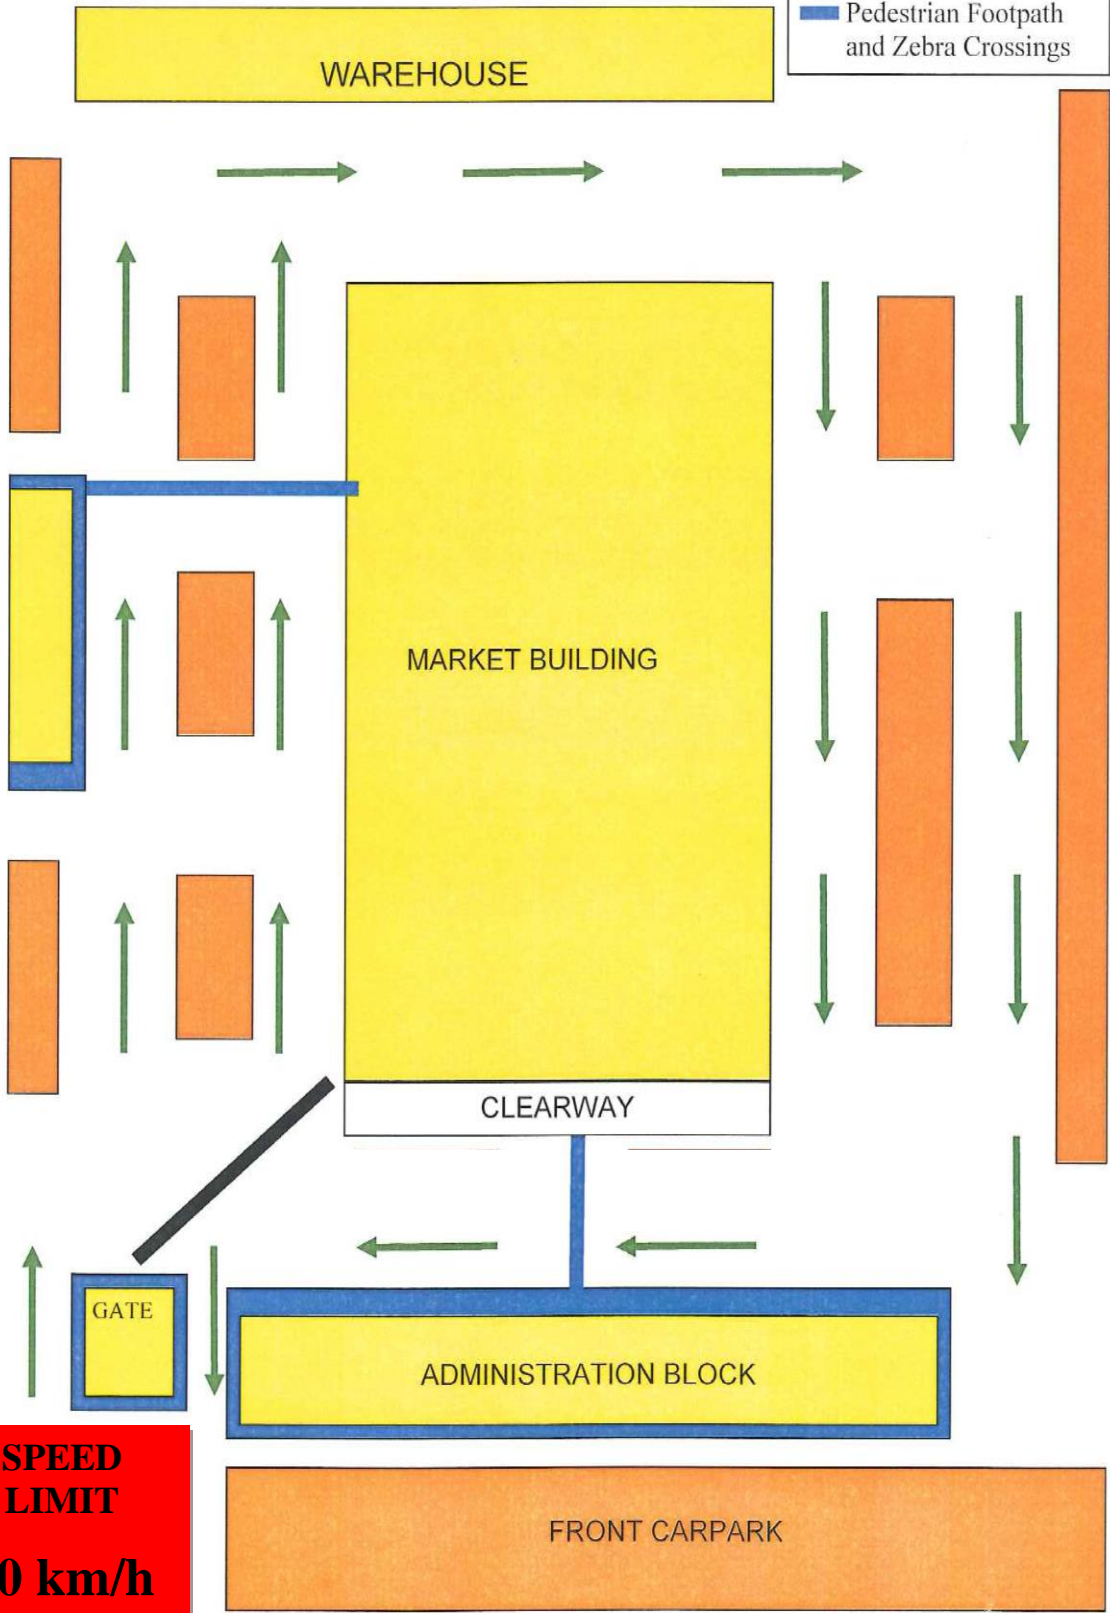 Pedestrian Footpath
and Zebra Crossings
WAREHOUSE
MARKET BUILDING
CLEARWAY
GATE
ADMINISTRATION BLOCK
SPEED
LIMIT
0 km/h
FRONT CARPARK